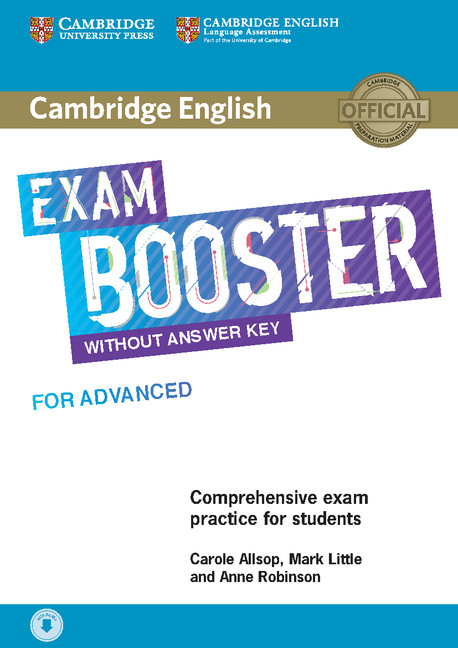 CAMBRIDGE
UNIVERSITY PRESS
CAMBRIDGE ENGLISH
Language Assessment
Part of the University of Cambridge
Cambridge English
CAMBRIDGE
OFFICIAL
PREPARATION MATERIAL
EXAM
BOOSTER
WITHOUT ANSWER KEY
FOR ADVANCED
Comprehensive exam
practice for students
Carole Allsop, Mark Little
and Anne Robinson